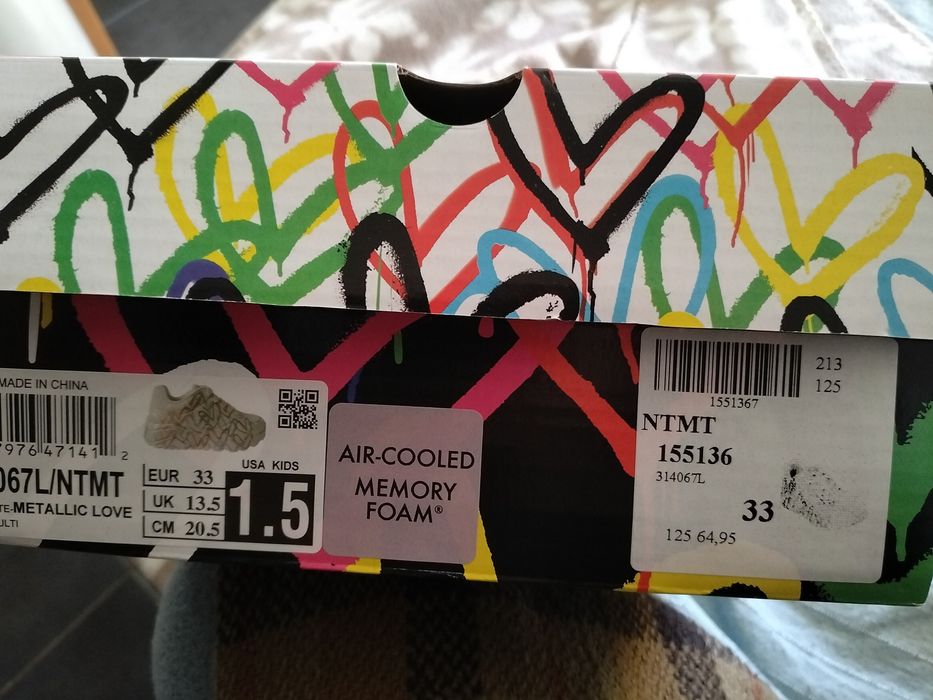 MADE IN CHINA
7976 47141 2
067L/NTMT
TE-METALLIC LOVE
ULTI
EUR 33
UK 13.5
CM 20.5
USA KIDS
1.5
AIR-COOLED
MEMORY
FOAM®
213
125
1551367
NTMT
155136
314067L
33
125 64,95